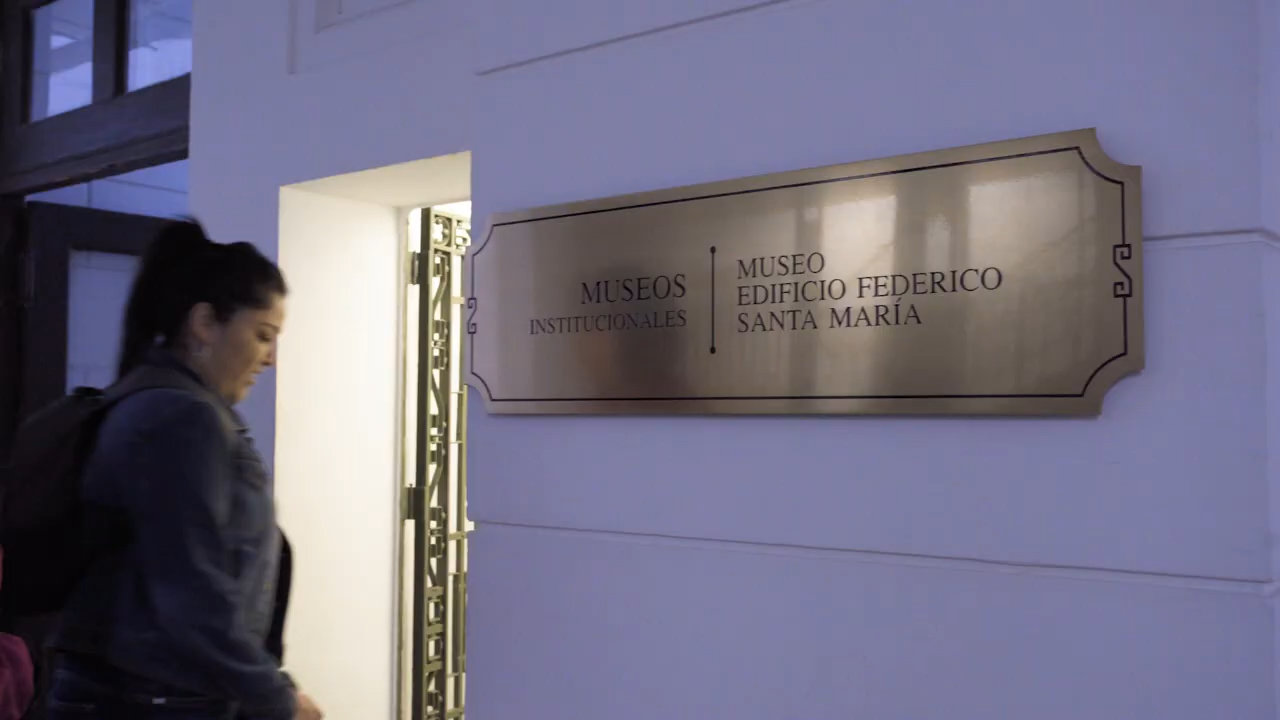 MUSEOS
INSTITUCIONALES
MUSEO
EDIFICIO FEDERICO
SANTA MARÍA